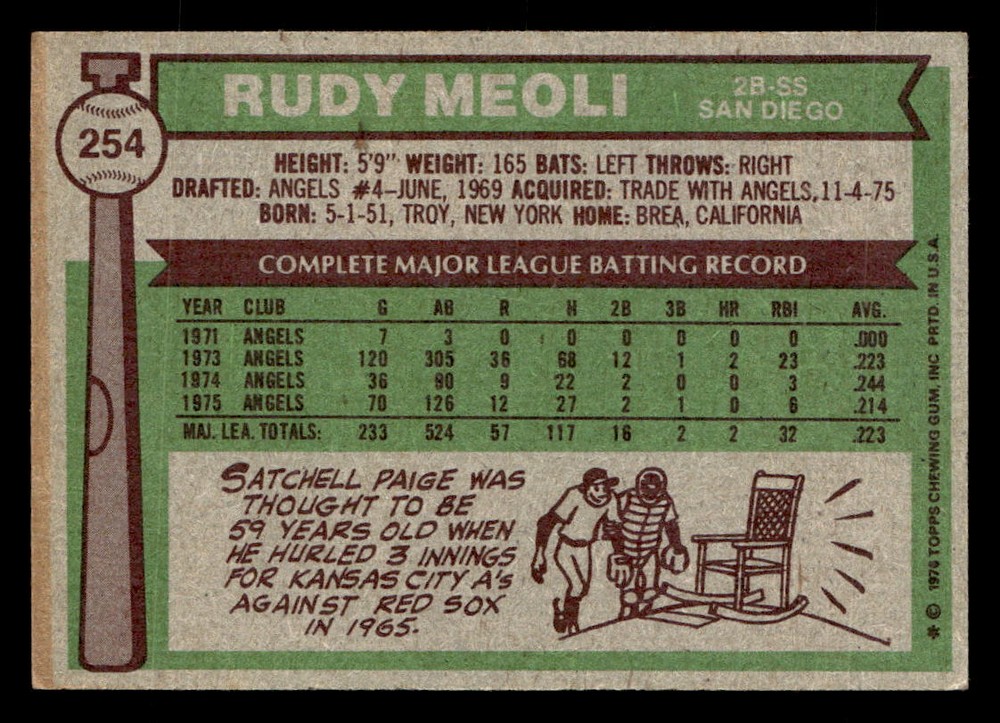 254
RUDY MEOLI
2B-SS
SAN DIEGO
HEIGHT: 5'9" WEIGHT: 165 BATS: LEFT THROWS: RIGHT
DRAFTED: ANGELS #4-JUNE, 1969 ACQUIRED: TRADE WITH ANGELS, 11-4-75
BORN: 5-1-51, TROY, NEW YORK HOME: BREA, CALIFORNIA
COMPLETE MAJOR LEAGUE BATTING RECORD
YEAR CLUB G AB R H 2B 3B HR RBI AVG.
1971 ANGELS 7 3 0 0 0 0 0 0 .000
1973 ANGELS 120 305 36 68 12 1 2 23 .223
1974 ANGELS 36 90 9 22 2 0 0 3 .244
1975 ANGELS 70 126 12 27 2 1 0 6 .214
MAJ. LEA. TOTALS: 233 524 57 117 16 2 2 32 .223
SATCHELL PAIGE WAS
THOUGHT TO BE
59 YEARS OLD WHEN
HE HURLED 3 INNINGS
FOR KANSAS CITY A's
AGAINST RED SOX
IN 1965.
* © 1976 TOPPS CHEWING GUM, INC PRTD. IN U.S.A.